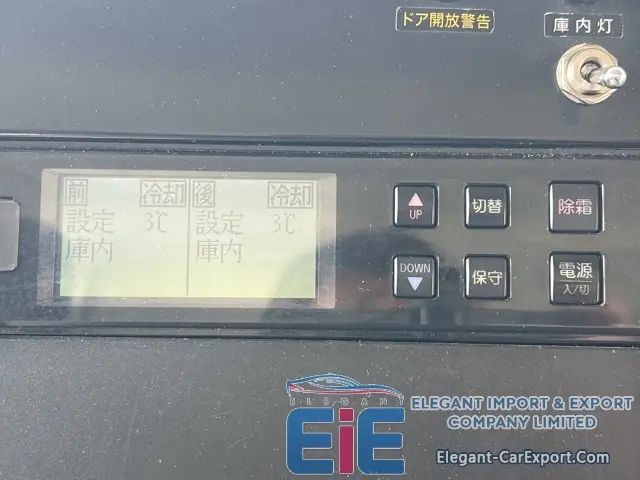 ドア開放警告
庫内灯
前 冷却 後 冷却
設定 3℃ 設定 3℃
庫内 庫内
UP
切替
除霜
DOWN
保守
電源
入/切
ELEGANT
EiE
ELEGANT IMPORT & EXPORT
COMPANY LIMITED
Elegant-CarExport.Com